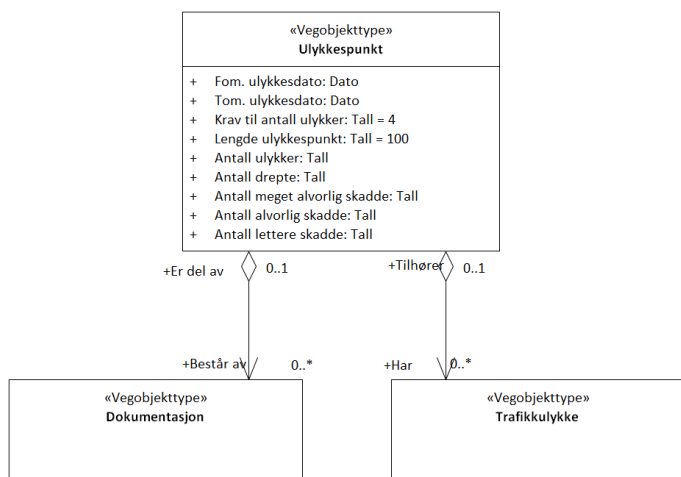 «Vegobjekttype»
Ulykkespunkt
+ Fom. ulykkesdato: Dato
+ Tom. ulykkesdato: Dato
+ Krav til antall ulykker: Tall = 4
+ Lengde ulykkespunkt: Tall = 100
+ Antall ulykker: Tall
+ Antall drepte: Tall
+ Antall meget alvorlig skadde: Tall
+ Antall alvorlig skadde: Tall
+ Antall lettere skadde: Tall
+Er del av 0..1 +Tilhører 0..1
+Består av 0..* +Har 0..*
«Vegobjekttype» «Vegobjekttype»
Dokumentasjon Trafikkulykke